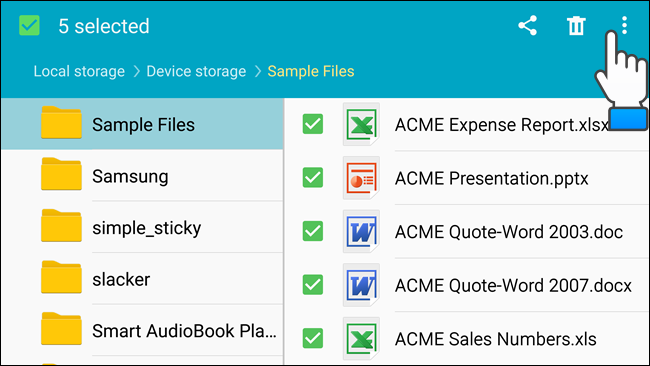 5 selected
Local storage > Device storage > Sample Files
Sample Files
Samsung
simple_sticky
slacker
Smart AudioBook Pla...
ACME Expense Report.xlsx
ACME Presentation.pptx
ACME Quote-Word 2003.doc
ACME Quote-Word 2007.docx
ACME Sales Numbers.xls